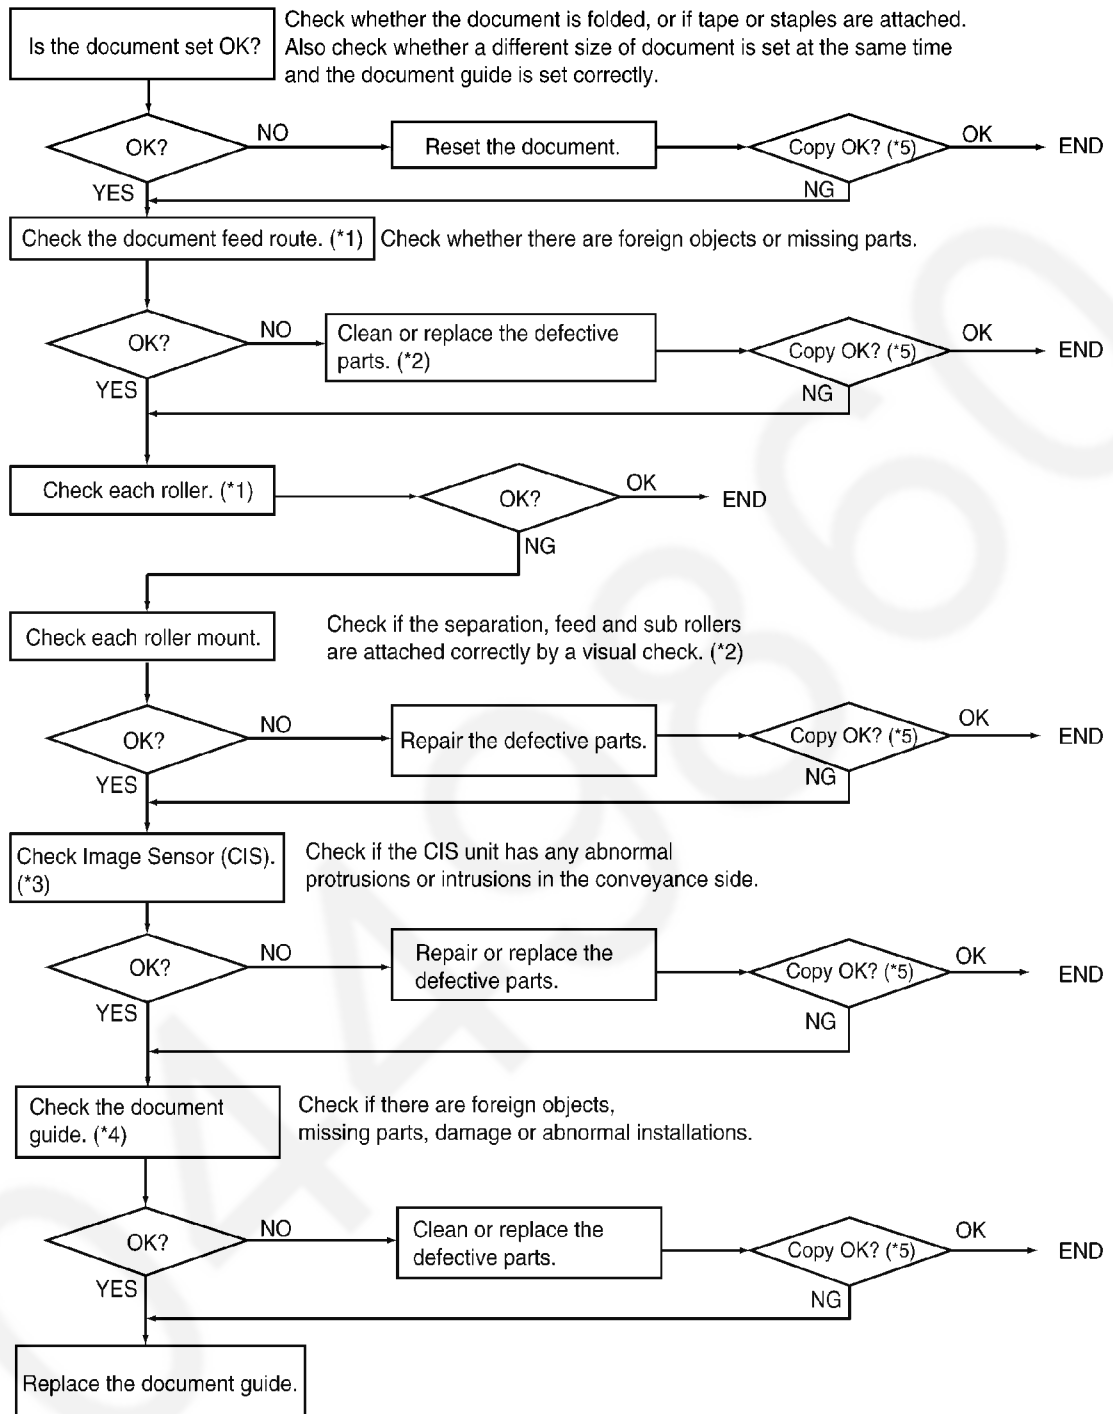 Is the document set OK?
Check whether the document is folded, or if tape or staples are attached.
Also check whether a different size of document is set at the same time
and the document guide is set correctly.
OK?
NO
Reset the document.
Copy OK? (*5)
OK
END
YES
NG
Check the document feed route. (*1)
Check whether there are foreign objects or missing parts.
OK?
NO
Clean or replace the defective
parts. (*2)
Copy OK? (*5)
OK
END
YES
NG
Check each roller. (*1)
OK?
OK
END
NG
Check each roller mount.
Check if the separation, feed and sub rollers
are attached correctly by a visual check. (*2)
OK?
NO
Repair the defective parts.
Copy OK? (*5)
OK
END
YES
NG
Check Image Sensor (CIS).
(*3)
Check if the CIS unit has any abnormal
protrusions or intrusions in the conveyance side.
OK?
NO
Repair or replace the
defective parts.
Copy OK? (*5)
OK
END
YES
NG
Check the document
guide. (*4)
Check if there are foreign objects,
missing parts, damage or abnormal installations.
OK?
NO
Clean or replace the
defective parts.
Copy OK? (*5)
OK
END
YES
NG
Replace the document guide.